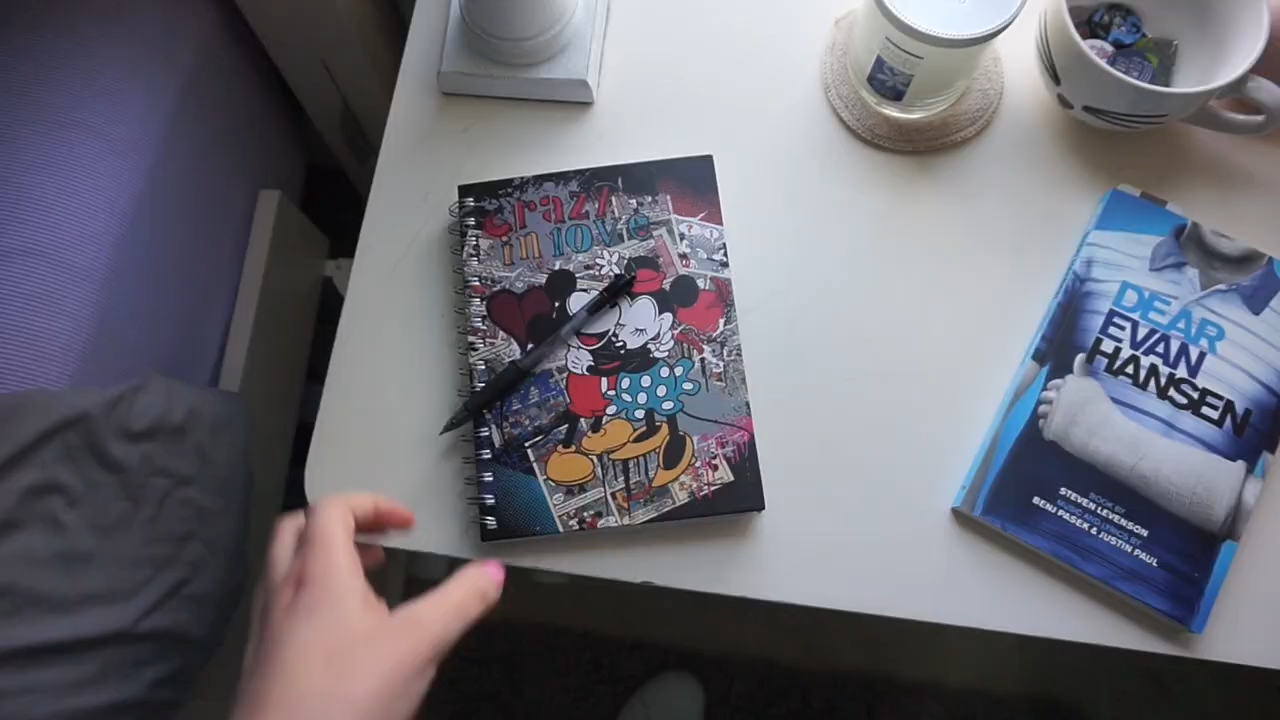 crazy
in love
DEAR
EVAN
HANSEN
BOOK BY
STEVEN LEVENSON
MUSIC AND LYRICS BY
BENJ PASEK & JUSTIN PAUL